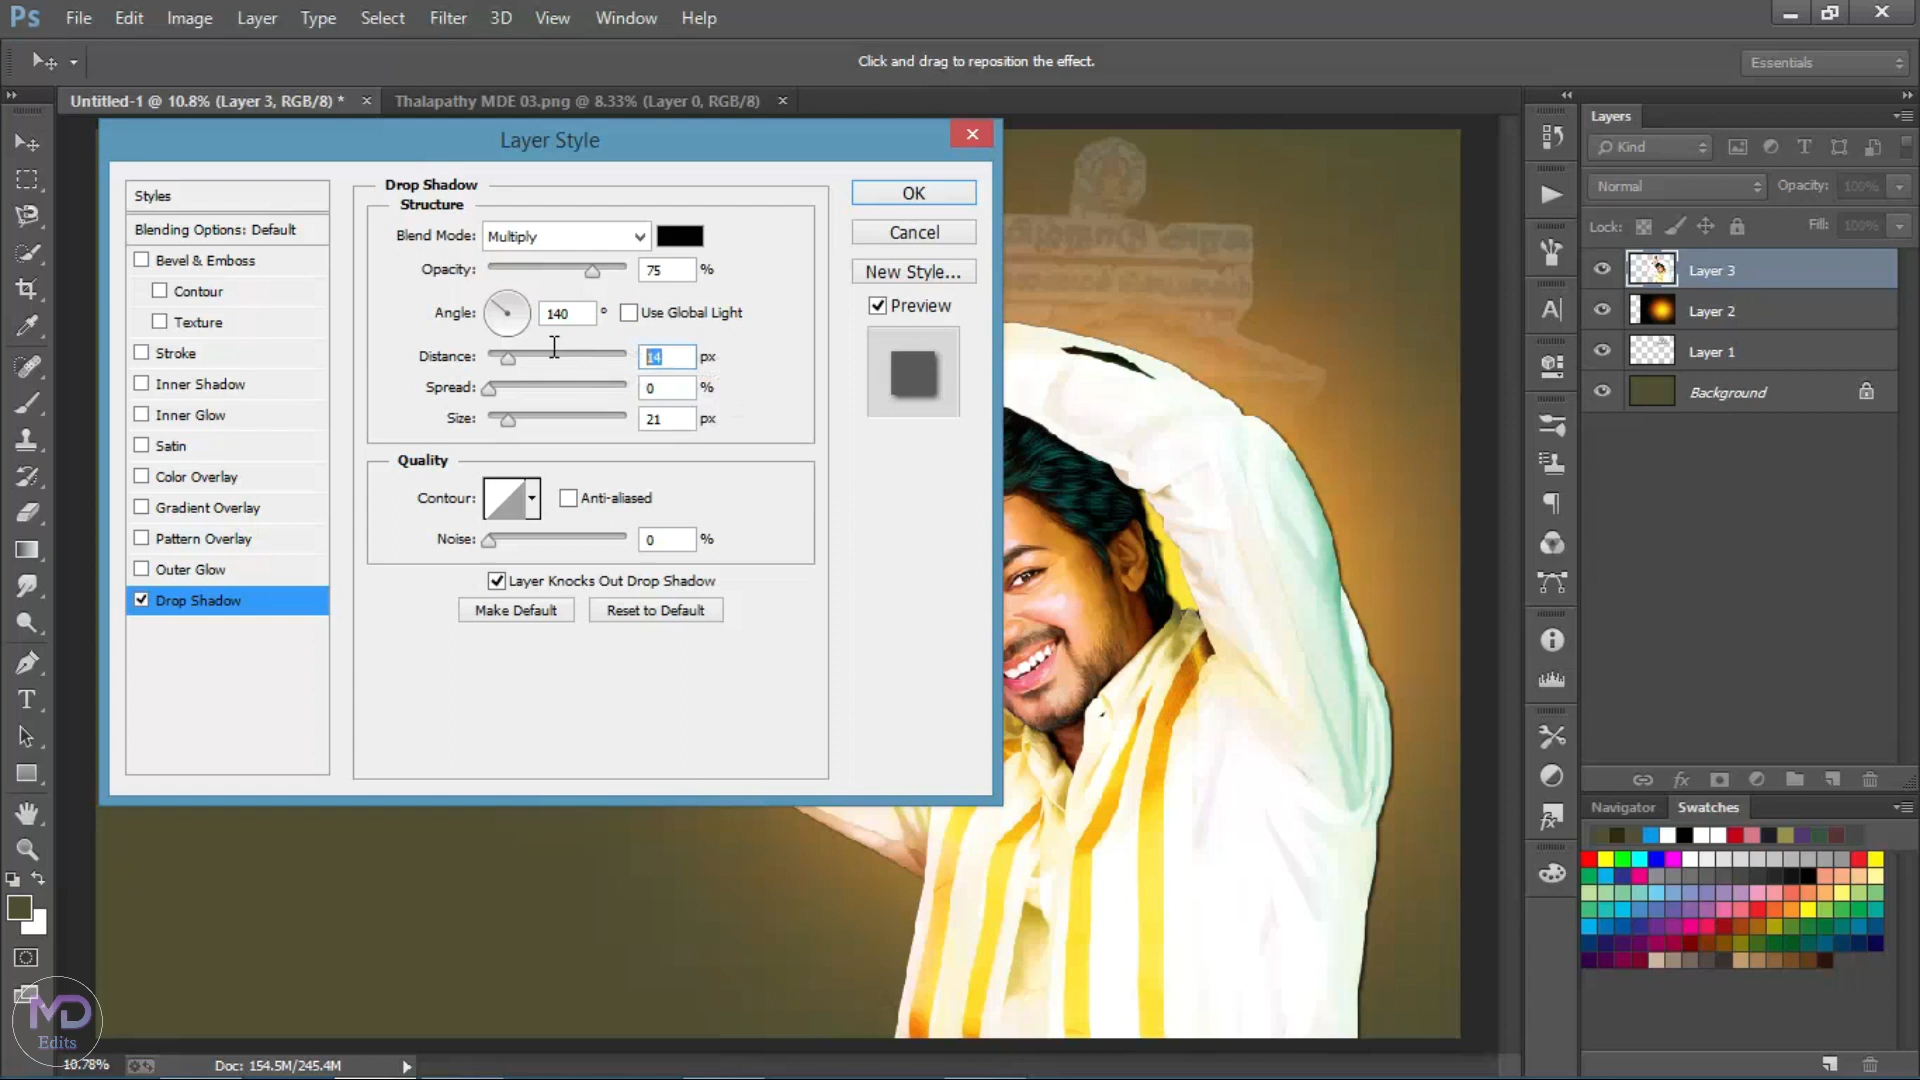 Ps File Edit Image Layer Type Select Filter 3D View Window Help
Click and drag to reposition the effect.
Essentials
Untitled-1 @ 10.8% (Layer 3, RGB/8) * ×
Thalapathy MDE 03.png @ 8.33% (Layer 0, RGB/8) ×
Layer Style
Styles
Blending Options: Default
Bevel & Emboss
Contour
Texture
Stroke
Inner Shadow
Inner Glow
Satin
Color Overlay
Gradient Overlay
Pattern Overlay
Outer Glow
Drop Shadow
Drop Shadow
Structure
Blend Mode: Multiply
Opacity: 75 %
Angle: 140 ° Use Global Light
Distance: 14 px
Spread: 0 %
Size: 21 px
Quality
Contour: Anti-aliased
Noise: 0 %
Layer Knocks Out Drop Shadow
Make Default Reset to Default
OK
Cancel
New Style...
Preview
Layers
Kind
Normal Opacity: 100%
Lock: Fill: 100%
Layer 3
Layer 2
Layer 1
Background
Navigator Swatches
MD
Edits
10.78% Doc: 154.5M/245.4M